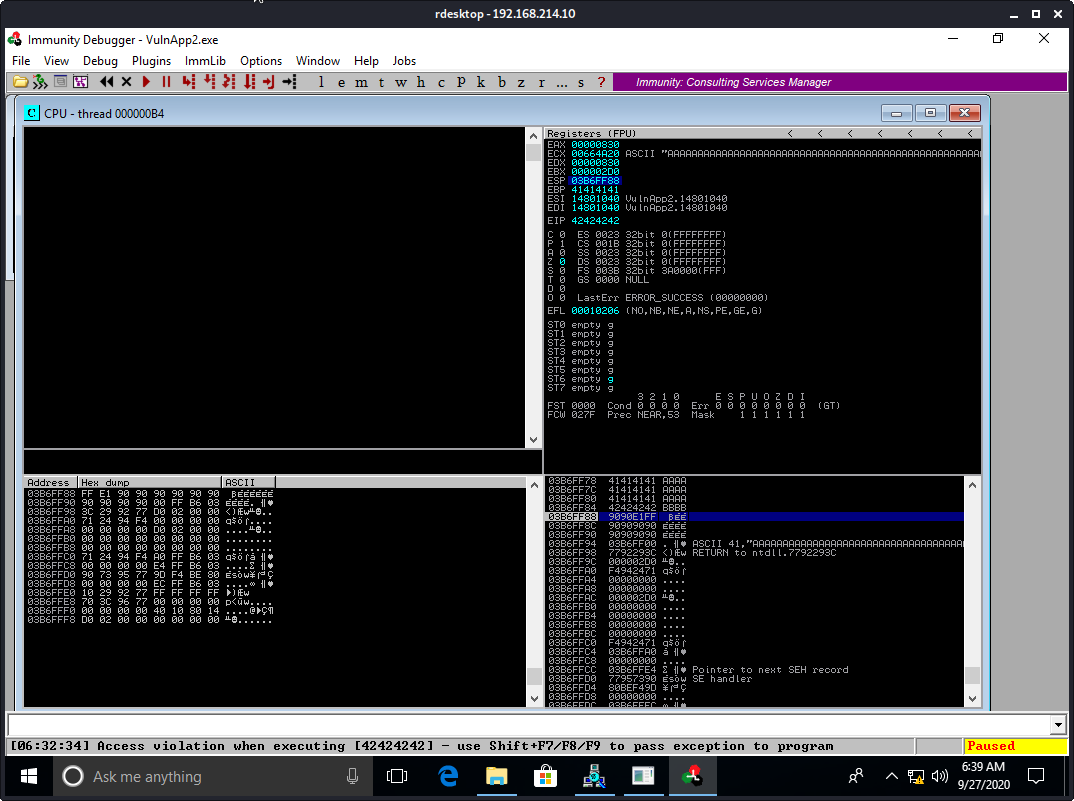 rdesktop - 192.168.214.10
Immunity Debugger - VulnApp2.exe
File View Debug Plugins ImmLib Options Window Help Jobs
l e m t w h c P k b z r ... s ?
Immunity: Consulting Services Manager
C CPU - thread 000000B4
Registers (FPU) < < < < < < <
EAX 00000830
ECX 00664A20 ASCII "AAAAAAAAAAAAAAAAAAAAAAAAAAAAAAAAAAAAAAAAAAAAAAAAAAA
EDX 00000830
EBX 000002D0
ESP 03B6FF88
EBP 41414141
ESI 14801040 VulnApp2.14801040
EDI 14801040 VulnApp2.14801040
EIP 42424242
C 0 ES 0023 32bit 0(FFFFFFFF)
P 1 CS 001B 32bit 0(FFFFFFFF)
A 0 SS 0023 32bit 0(FFFFFFFF)
Z 0 DS 0023 32bit 0(FFFFFFFF)
S 0 FS 003B 32bit 3A0000(FFF)
T 0 GS 0000 NULL
D 0
O 0 LastErr ERROR_SUCCESS (00000000)
EFL 00010206 (NO,NB,NE,A,NS,PE,GE,G)
ST0 empty g
ST1 empty g
ST2 empty g
ST3 empty g
ST4 empty g
ST5 empty g
ST6 empty g
ST7 empty g
3 2 1 0 E S P U O Z D I
FST 0000 Cond 0 0 0 0 Err 0 0 0 0 0 0 0 0 (GT)
FCW 027F Prec NEAR,53 Mask 1 1 1 1 1 1
Address Hex dump ASCII
03B6FF88 FF E1 90 90 90 90 90 90
03B6FF90 90 90 90 90 00 FF B6 03
03B6FF98 3C 29 92 77 D0 02 00 00
03B6FFA0 71 24 94 F4 00 00 00 00
03B6FFA8 00 00 00 00 D0 02 00 00
03B6FFB0 00 00 00 00 00 00 00 00
03B6FFB8 00 00 00 00 00 00 00 00
03B6FFC0 71 24 94 F4 A0 FF B6 03
03B6FFC8 00 00 00 00 E4 FF B6 03
03B6FFD0 90 73 95 77 9D F4 BE 80
03B6FFD8 00 00 00 00 EC FF B6 03
03B6FFE0 10 29 92 77 FF FF FF FF
03B6FFE8 70 3C 96 77 00 00 00 00
03B6FFF0 00 00 00 00 40 10 80 14
03B6FFF8 D0 02 00 00 00 00 00 00
03B6FF78 41414141 AAAA
03B6FF7C 41414141 AAAA
03B6FF80 41414141 AAAA
03B6FF84 42424242 BBBB
03B6FF88 9090E1FF
03B6FF8C 90909090 ÉÉÉÉ
03B6FF90 90909090 ÉÉÉÉ
03B6FF94 03B6FF00 ASCII 41,"AAAAAAAAAAAAAAAAAAAAAAAAAAAAAAAAAAA
03B6FF98 7792293C <)Æw RETURN to ntdll.7792293C
03B6FF9C 000002D0
03B6FFA0 F4942471
03B6FFA4 00000000 ....
03B6FFA8 00000000 ....
03B6FFAC 000002D0
03B6FFB0 00000000 ....
03B6FFB4 00000000 ....
03B6FFB8 00000000 ....
03B6FFBC 00000000 ....
03B6FFC0 F4942471
03B6FFC4 03B6FFA0
03B6FFC8 00000000 ....
03B6FFCC 03B6FFE4 Pointer to next SEH record
03B6FFD0 77957390 SE handler
03B6FFD4 80BEF49D
03B6FFD8 00000000 ....
03B6FFDC 03B6FFEC
[06:32:34] Access violation when executing [42424242] - use Shift+F7/F8/F9 to pass exception to program
Paused
Ask me anything
6:39 AM
9/27/2020